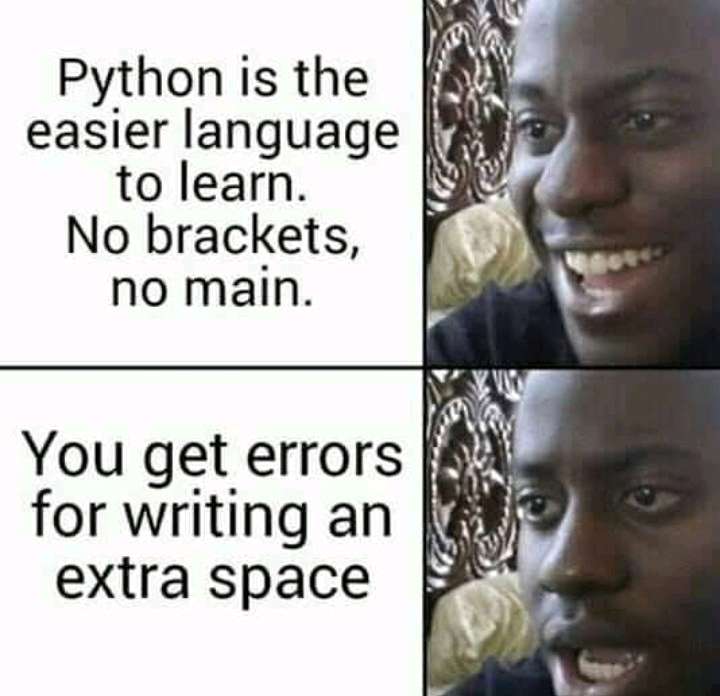 Python is the
easier language
to learn.
No brackets,
no main.
You get errors
for writing an
extra space